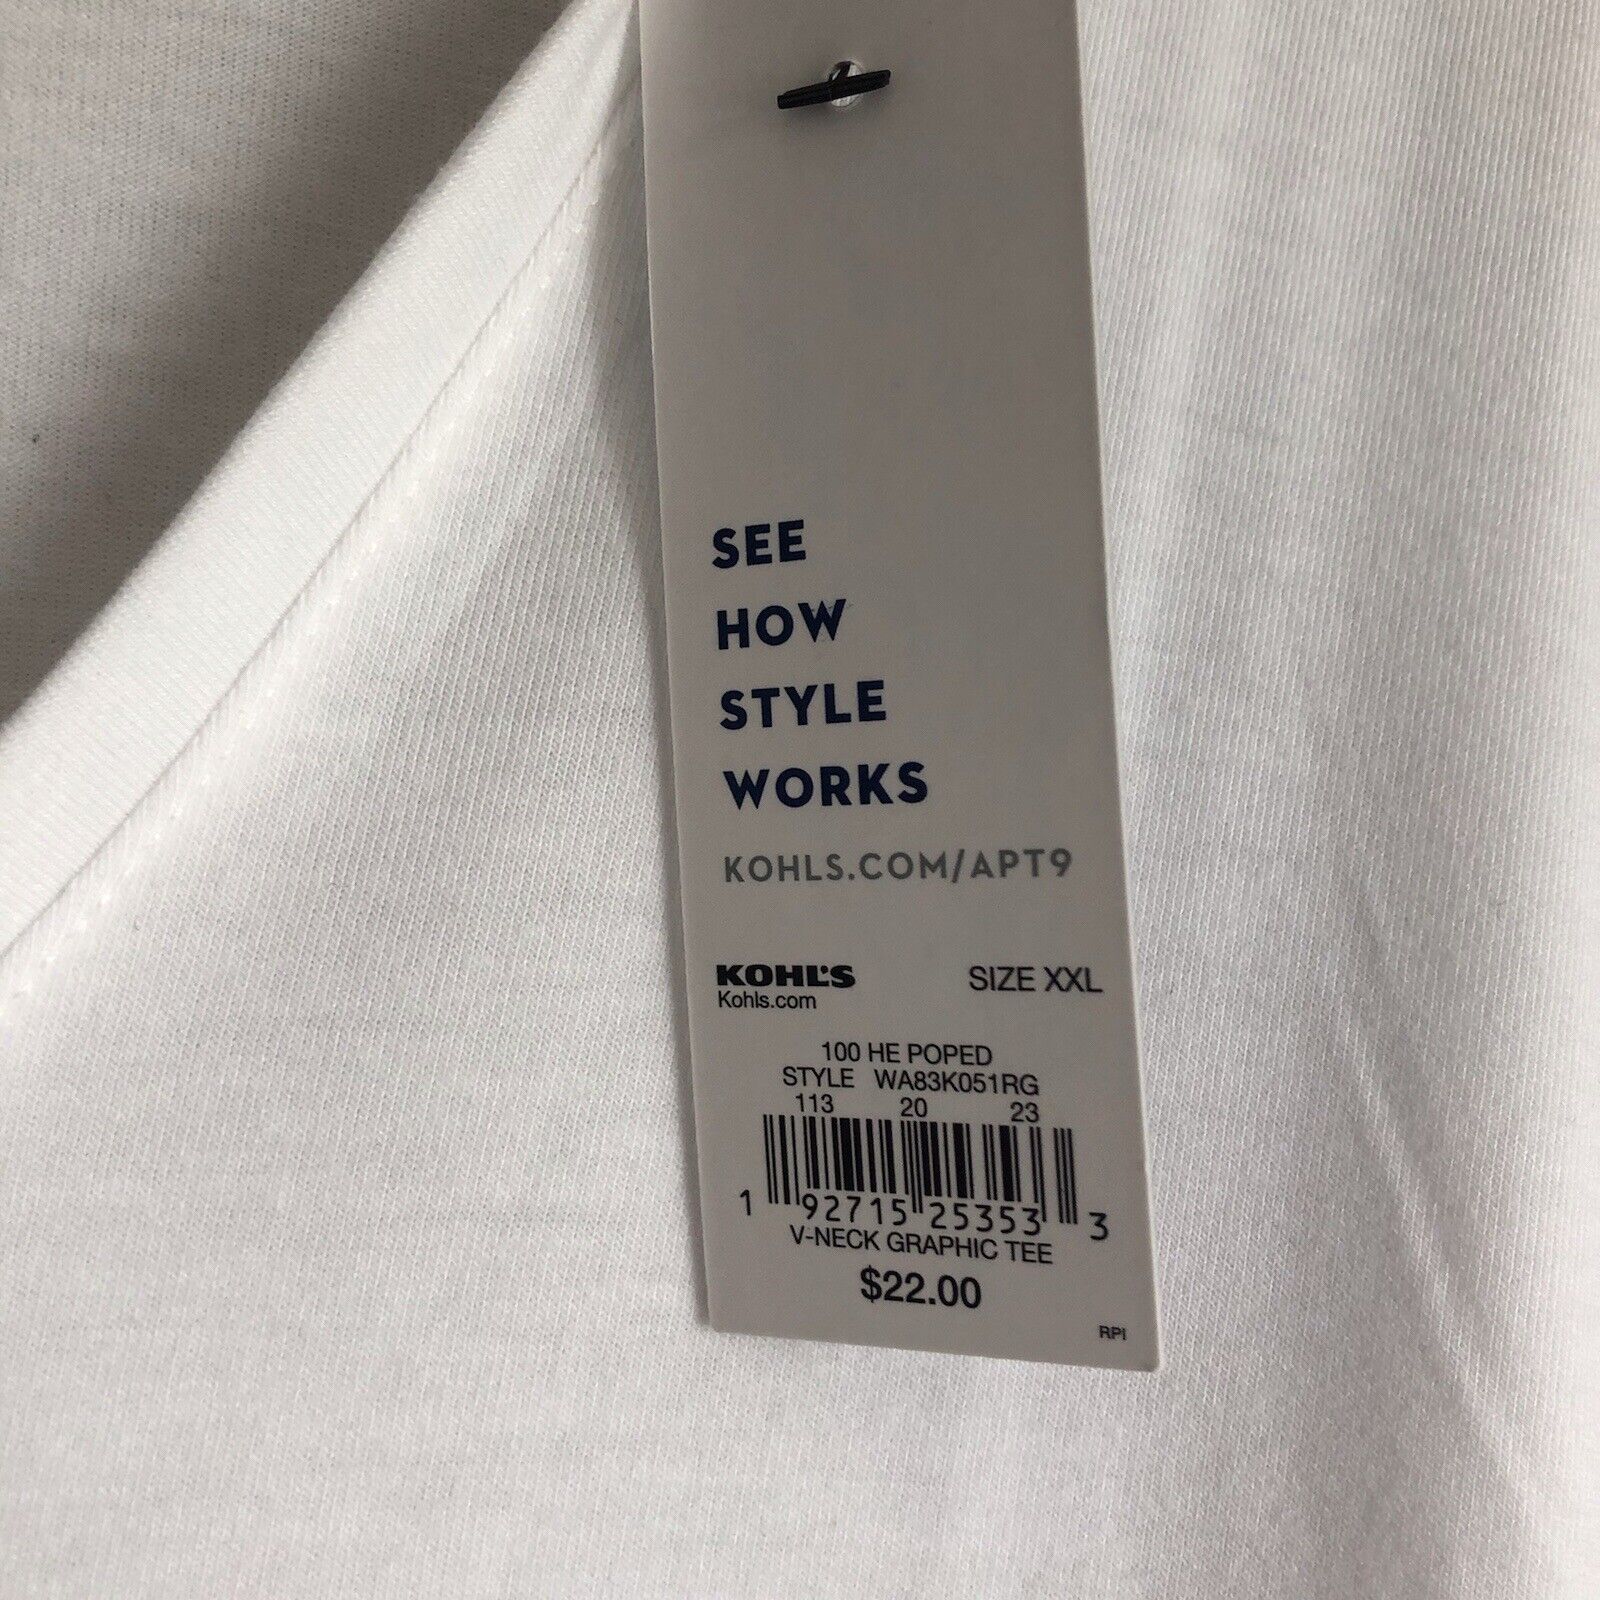 SEE
HOW
STYLE
WORKS
KOHLS.COM/APT9
KOHL'S SIZE XXL
Kohls.com
100 HE POPED
STYLE WA83K051RG
113 20 23
1 92715 25353 3
V-NECK GRAPHIC TEE
$22.00
RPI